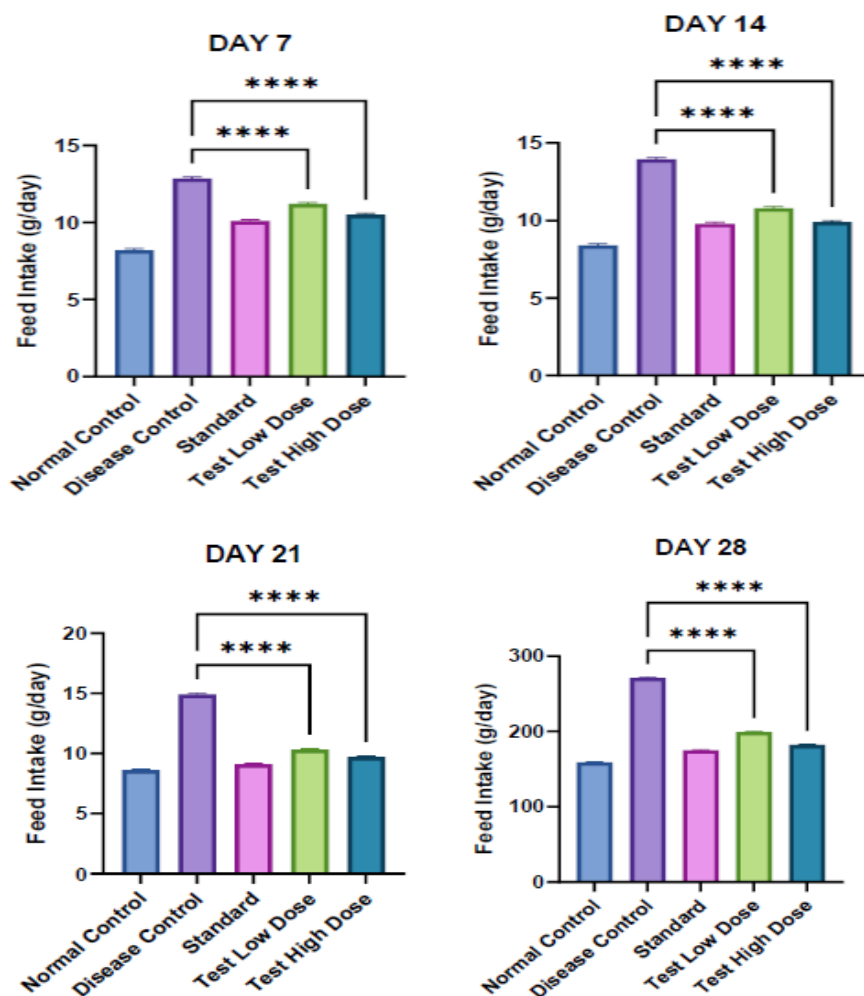 DAY 7
****
****
Feed Intake (g/day)
15
10
5
0
Normal Control
Disease Control
Standard
Test Low Dose
Test High Dose
DAY 14
****
****
Feed Intake (g/day)
15
10
5
0
Normal Control
Disease Control
Standard
Test Low Dose
Test High Dose
DAY 21
****
****
Feed Intake (g/day)
20
15
10
5
0
Normal Control
Disease Control
Standard
Test Low Dose
Test High Dose
DAY 28
****
****
Feed Intake (g/day)
300
200
100
0
Normal Control
Disease Control
Standard
Test Low Dose
Test High Dose